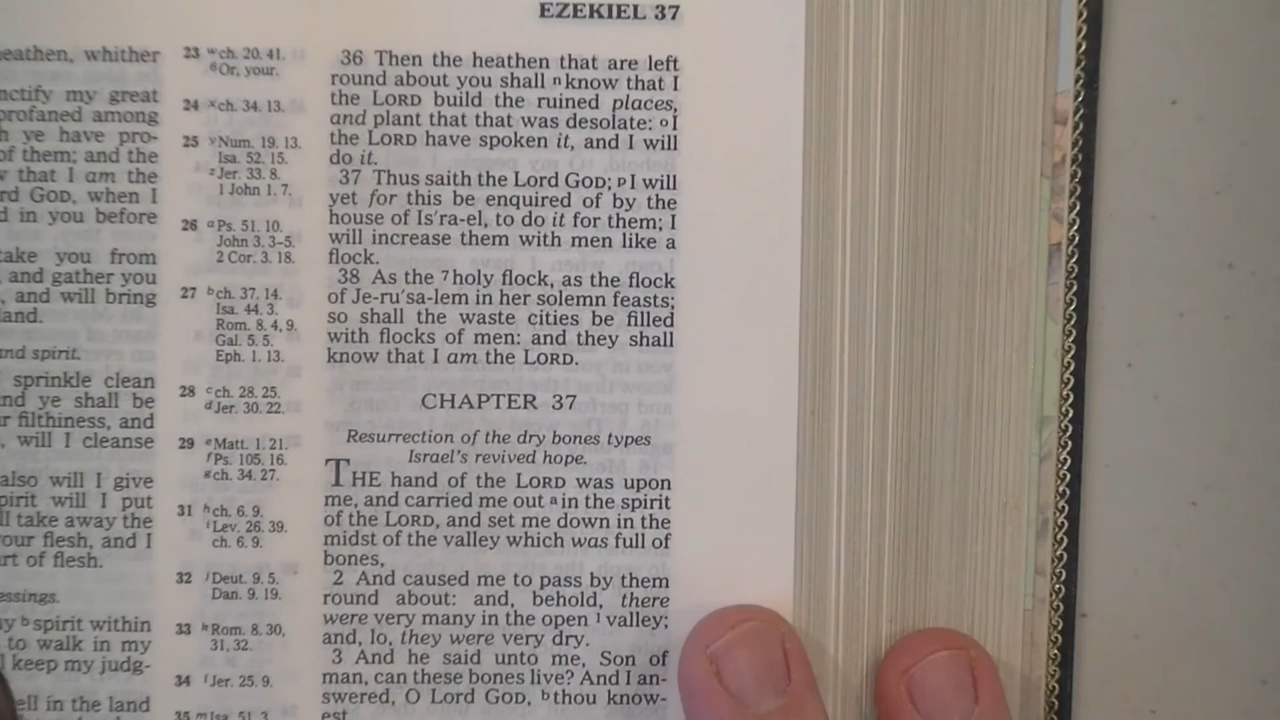 EZEKIEL 37
eathen, whither
nctify my great
profaned among
h ye have pro-
of them; and the
that I am the
rd GOD, when I
d in you before
take you from
, and gather you
, and will bring
land.
nd spirit.
sprinkle clean
nd ye shall be
r filthiness, and
, will I cleanse
also will I give
pirit will I put
ll take away the
our flesh, and I
rt of flesh.
essings.
y b spirit within
to walk in my
l keep my judg-
ell in the land
23 w ch. 20. 41.
6 Or, your.
24 x ch. 34. 13.
25 y Num. 19. 13.
Isa. 52. 15.
z Jer. 33. 8.
1 John 1. 7.
26 a Ps. 51. 10.
John 3. 3–5.
2 Cor. 3. 18.
27 b ch. 37. 14.
Isa. 44. 3.
Rom. 8. 4, 9.
Gal. 5. 5.
Eph. 1. 13.
28 c ch. 28. 25.
d Jer. 30. 22.
29 e Matt. 1. 21.
f Ps. 105. 16.
g ch. 34. 27.
31 h ch. 6. 9.
i Lev. 26. 39.
ch. 6. 9.
32 j Deut. 9. 5.
Dan. 9. 19.
33 k Rom. 8. 30,
31, 32.
34 l Jer. 25. 9.
35 m Isa. 51. 3.
36 Then the heathen that are left
round about you shall n know that I
the LORD build the ruined places,
and plant that that was desolate: o I
the LORD have spoken it, and I will
do it.
37 Thus saith the Lord GOD; p I will
yet for this be enquired of by the
house of Is'ra-el, to do it for them; I
will increase them with men like a
flock.
38 As the 7 holy flock, as the flock
of Je-ru'sa-lem in her solemn feasts;
so shall the waste cities be filled
with flocks of men: and they shall
know that I am the LORD.
CHAPTER 37
Resurrection of the dry bones types
Israel's revived hope.
THE hand of the LORD was upon
me, and carried me out a in the spirit
of the LORD, and set me down in the
midst of the valley which was full of
bones,
2 And caused me to pass by them
round about: and, behold, there
were very many in the open 1 valley;
and, lo, they were very dry.
3 And he said unto me, Son of
man, can these bones live? And I an-
swered, O Lord GOD, b thou know-
est.